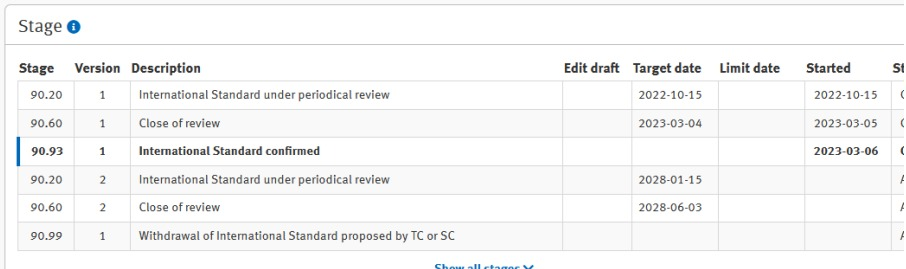 Stage
Stage Version Description Edit draft Target date Limit date Started St
90.20 1 International Standard under periodical review 2022-10-15 2022-10-15
90.60 1 Close of review 2023-03-04 2023-03-05
90.93 1 International Standard confirmed 2023-03-06
90.20 2 International Standard under periodical review 2028-01-15
90.60 2 Close of review 2028-06-03
90.99 1 Withdrawal of International Standard proposed by TC or SC
Show all stages